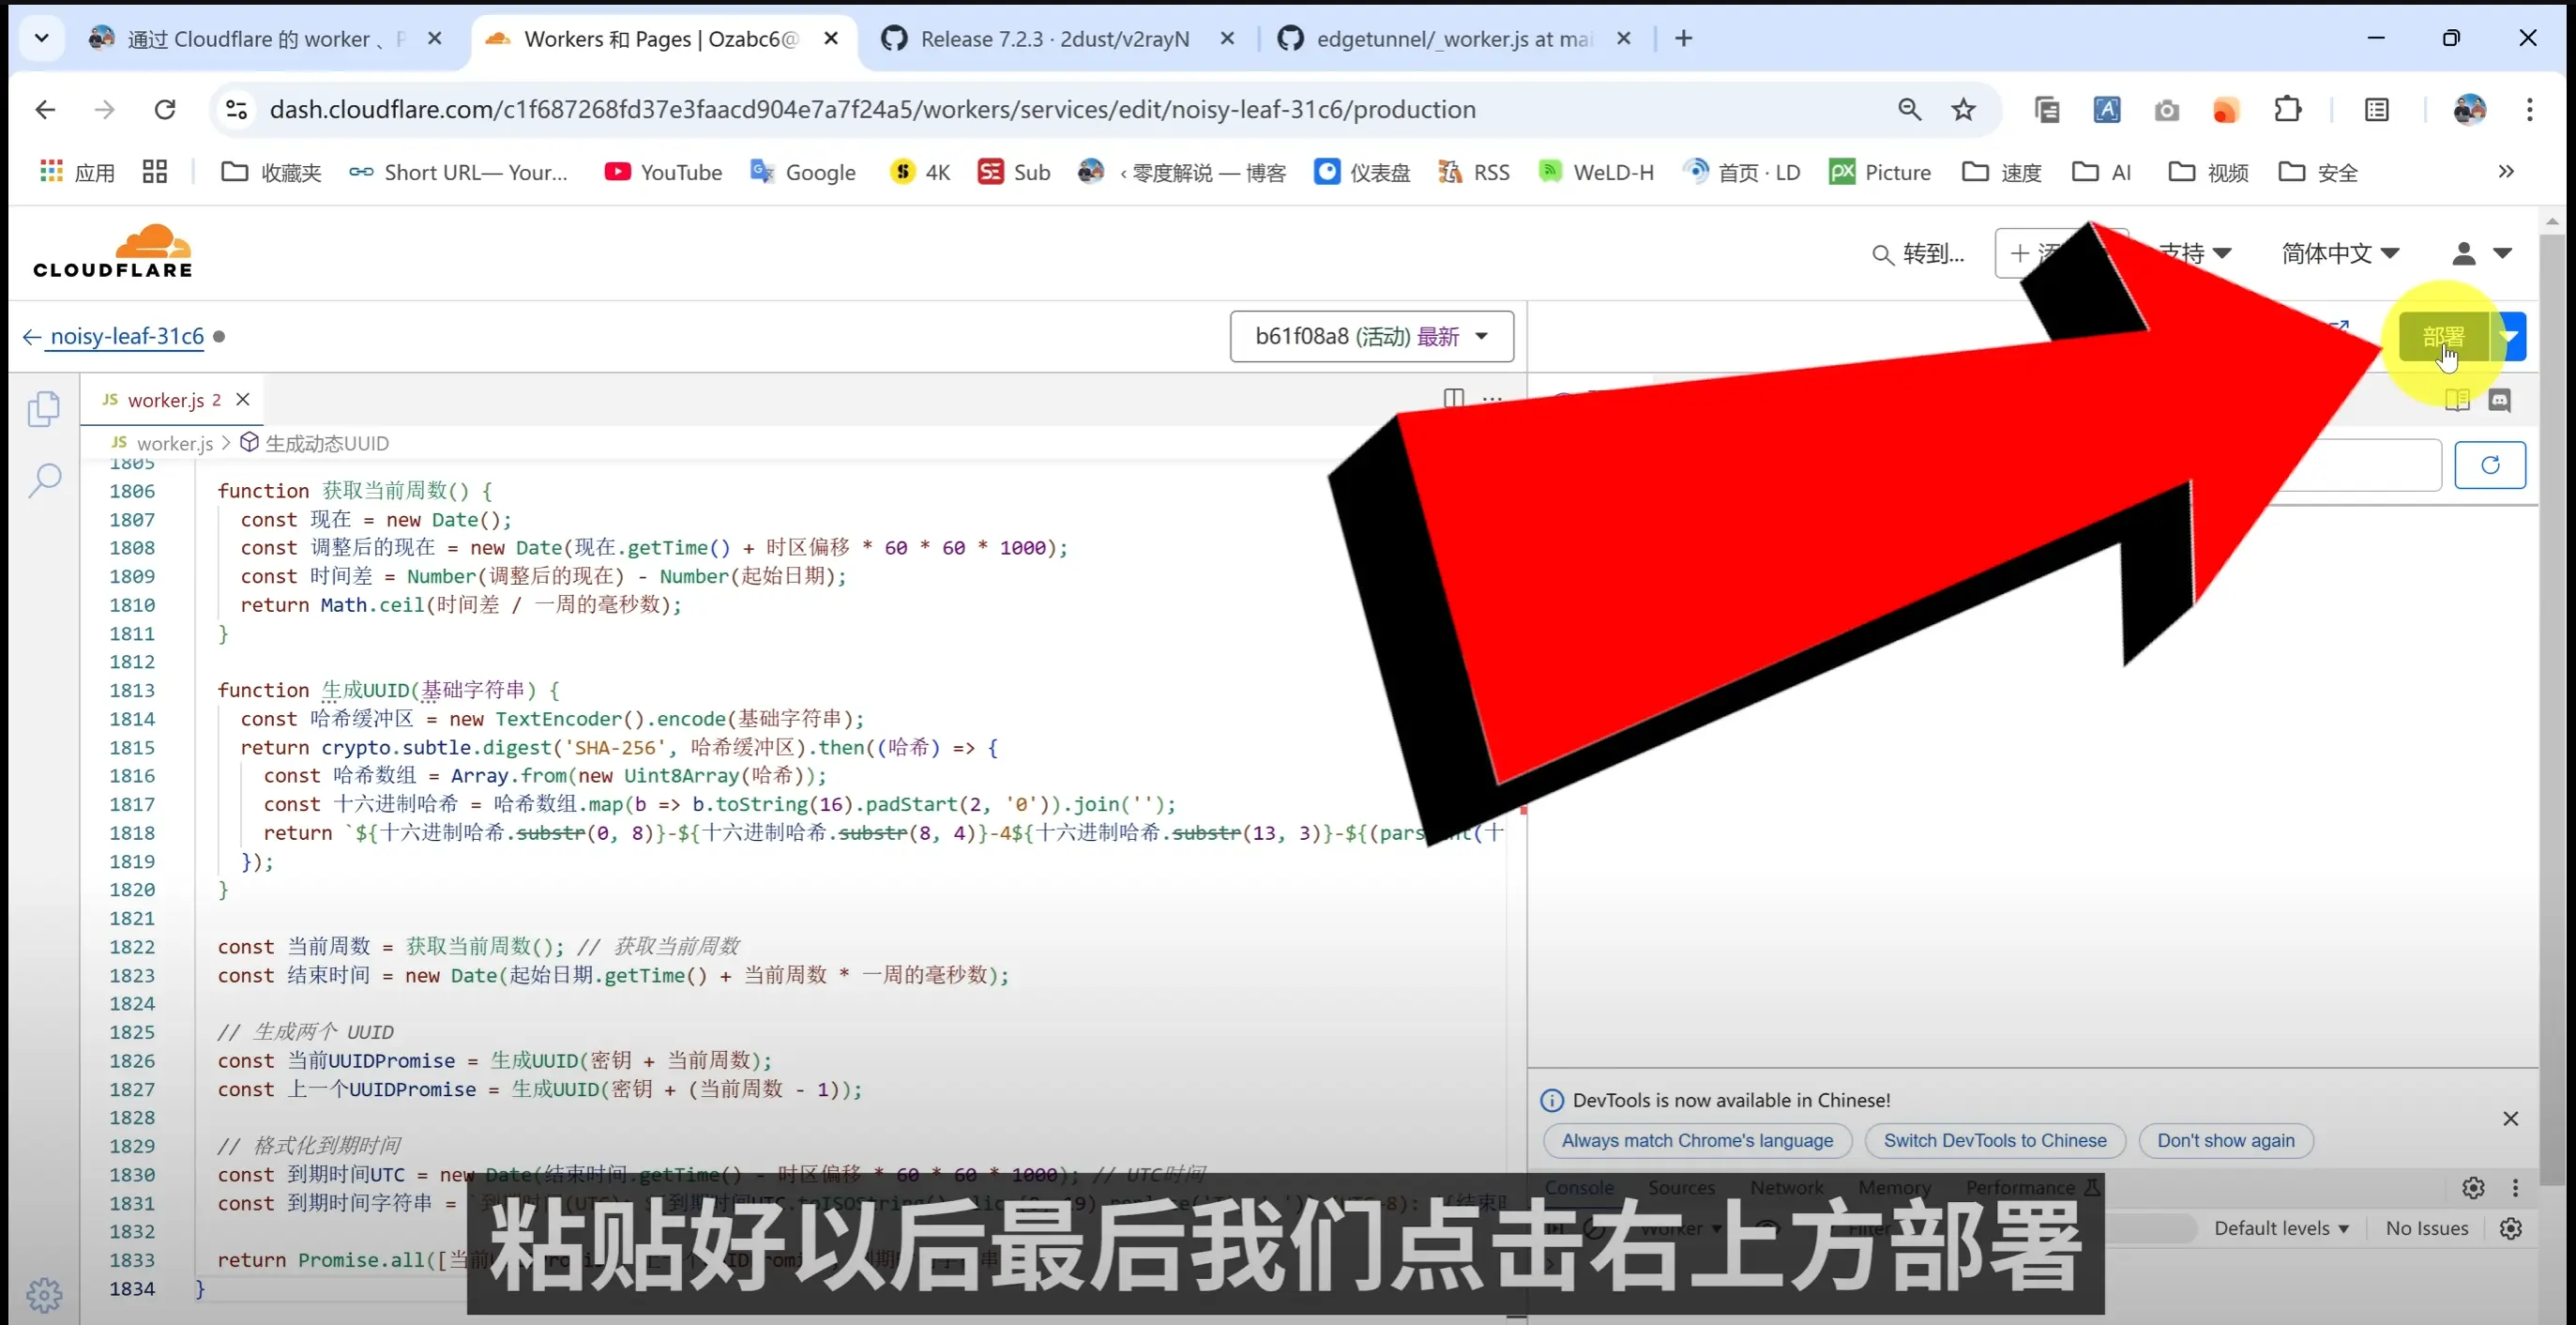 通过 Cloudflare 的 worker 、P
Workers 和 Pages | Ozabc6@
Release 7.2.3 · 2dust/v2rayN
edgetunnel/_worker.js at mai
dash.cloudflare.com/c1f687268fd37e3faacd904e7a7f24a5/workers/services/edit/noisy-leaf-31c6/production
应用 收藏夹 Short URL— Your... YouTube Google 4K Sub ‹ 零度解说 — 博客 仪表盘 RSS WeLD-H 首页 · LD Picture 速度 AI 视频 安全
CLOUDFLARE
转到... 支持 简体中文
noisy-leaf-31c6
b61f08a8 (活动) 最新
部署
JS worker.js 2
JS worker.js > 生成动态UUID
1805
1806 function 获取当前周数() {
1807 const 现在 = new Date();
1808 const 调整后的现在 = new Date(现在.getTime() + 时区偏移 * 60 * 60 * 1000);
1809 const 时间差 = Number(调整后的现在) - Number(起始日期);
1810 return Math.ceil(时间差 / 一周的毫秒数);
1811 }
1812
1813 function 生成UUID(基础字符串) {
1814 const 哈希缓冲区 = new TextEncoder().encode(基础字符串);
1815 return crypto.subtle.digest('SHA-256', 哈希缓冲区).then((哈希) => {
1816 const 哈希数组 = Array.from(new Uint8Array(哈希));
1817 const 十六进制哈希 = 哈希数组.map(b => b.toString(16).padStart(2, '0')).join('');
1818 return `${十六进制哈希.substr(0, 8)}-${十六进制哈希.substr(8, 4)}-4${十六进制哈希.substr(13, 3)}-${(pars nt(十
1819 });
1820 }
1821
1822 const 当前周数 = 获取当前周数(); // 获取当前周数
1823 const 结束时间 = new Date(起始日期.getTime() + 当前周数 * 一周的毫秒数);
1824
1825 // 生成两个 UUID
1826 const 当前UUIDPromise = 生成UUID(密钥 + 当前周数);
1827 const 上一个UUIDPromise = 生成UUID(密钥 + (当前周数 - 1));
1828
1829 // 格式化到期时间
1830 const 到期时间UTC = new Date(结束时间.getTime() - 时区偏移 * 60 * 60 * 1000); // UTC时间
1831 const 到期时间字符串 =
1832
1833 return Promise.all([当前
1834 }
DevTools is now available in Chinese!
Always match Chrome's language Switch DevTools to Chinese Don't show again
Console Sources Network Memory Performance
Default levels No Issues
粘贴好以后最后我们点击右上方部署